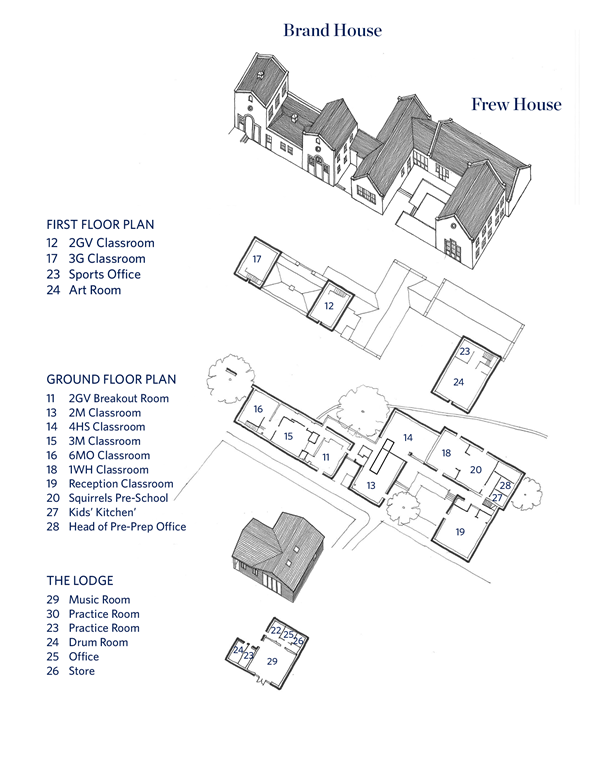 Brand House
Frew House
FIRST FLOOR PLAN
12 2GV Classroom
17 3G Classroom
23 Sports Office
24 Art Room
17
12
23
24
GROUND FLOOR PLAN
11 2GV Breakout Room
13 2M Classroom
14 4HS Classroom
15 3M Classroom
16 6MO Classroom
18 1WH Classroom
19 Reception Classroom
20 Squirrels Pre-School
27 Kids' Kitchen'
28 Head of Pre-Prep Office
16
15
11
14
13
18
20
28
27
19
THE LODGE
29 Music Room
30 Practice Room
23 Practice Room
24 Drum Room
25 Office
26 Store
22
25
26
24
23
29